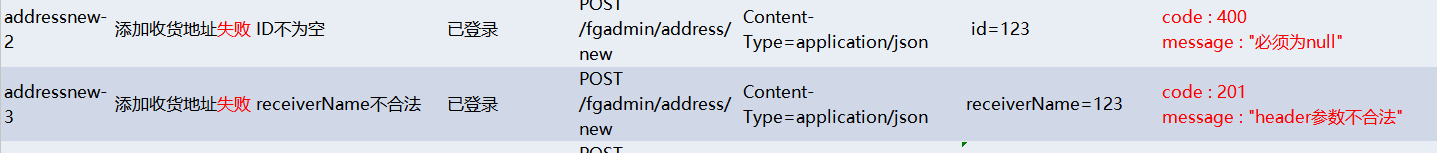 addressnew-
2
添加收货地址失败 ID不为空
已登录
POST
/fgadmin/address/
new
Content-
Type=application/json
id=123
code : 400
message : "必须为null"
addressnew-
3
添加收货地址失败 receiverName不合法
已登录
POST
/fgadmin/address/
new
Content-
Type=application/json
receiverName=123
code : 201
message : "header参数不合法"
POST